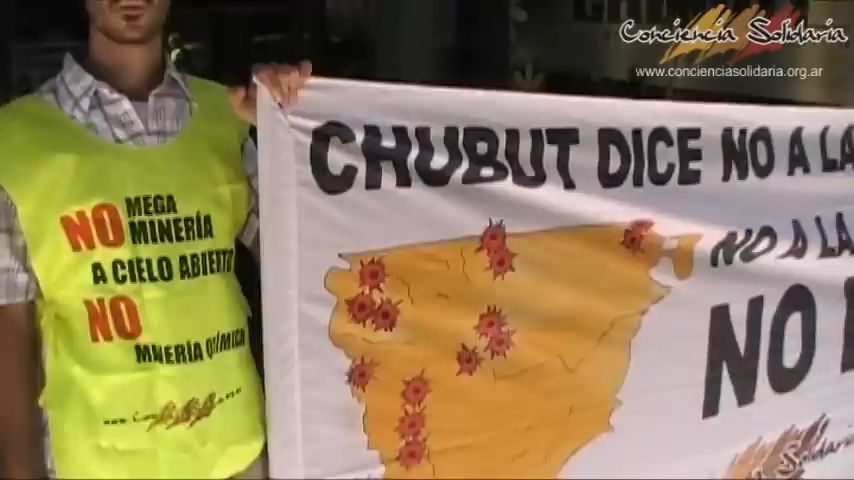 Conciencia Solidaria
www.concienciasolidaria.org.ar
CHUBUT DICE NO A LA
NO A LA
NO
NO MEGA
MINERÍA
A CIELO ABIERTO
NO
MINERÍA QUÍMICA
Solidaria